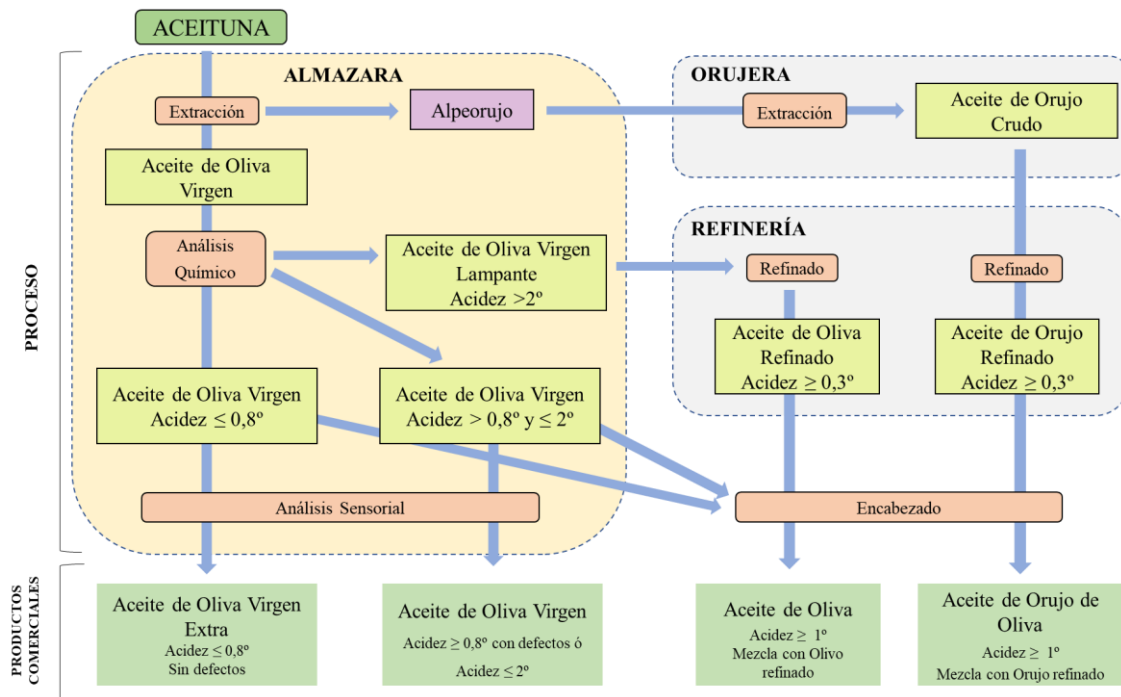 ACEITUNA
PROCESO
ALMAZARA
Extracción
Alpeorujo
Aceite de Oliva
Virgen
Análisis
Químico
Aceite de Oliva Virgen
Lampante
Acidez >2º
Aceite de Oliva Virgen
Acidez ≤ 0,8º
Aceite de Oliva Virgen
Acidez > 0,8º y ≤ 2º
Análisis Sensorial
ORUJERA
Extracción
Aceite de Orujo
Crudo
REFINERÍA
Refinado
Refinado
Aceite de Oliva
Refinado
Acidez ≥ 0,3º
Aceite de Orujo
Refinado
Acidez ≥ 0,3º
Encabezado
PRODUCTOS
COMERCIALES
Aceite de Oliva Virgen
Extra
Acidez ≤ 0,8º
Sin defectos
Aceite de Oliva Virgen
Acidez ≥ 0,8º con defectos ó
Acidez ≤ 2º
Aceite de Oliva
Acidez ≥ 1º
Mezcla con Olivo
refinado
Aceite de Orujo de
Oliva
Acidez ≥ 1º
Mezcla con Orujo refinado